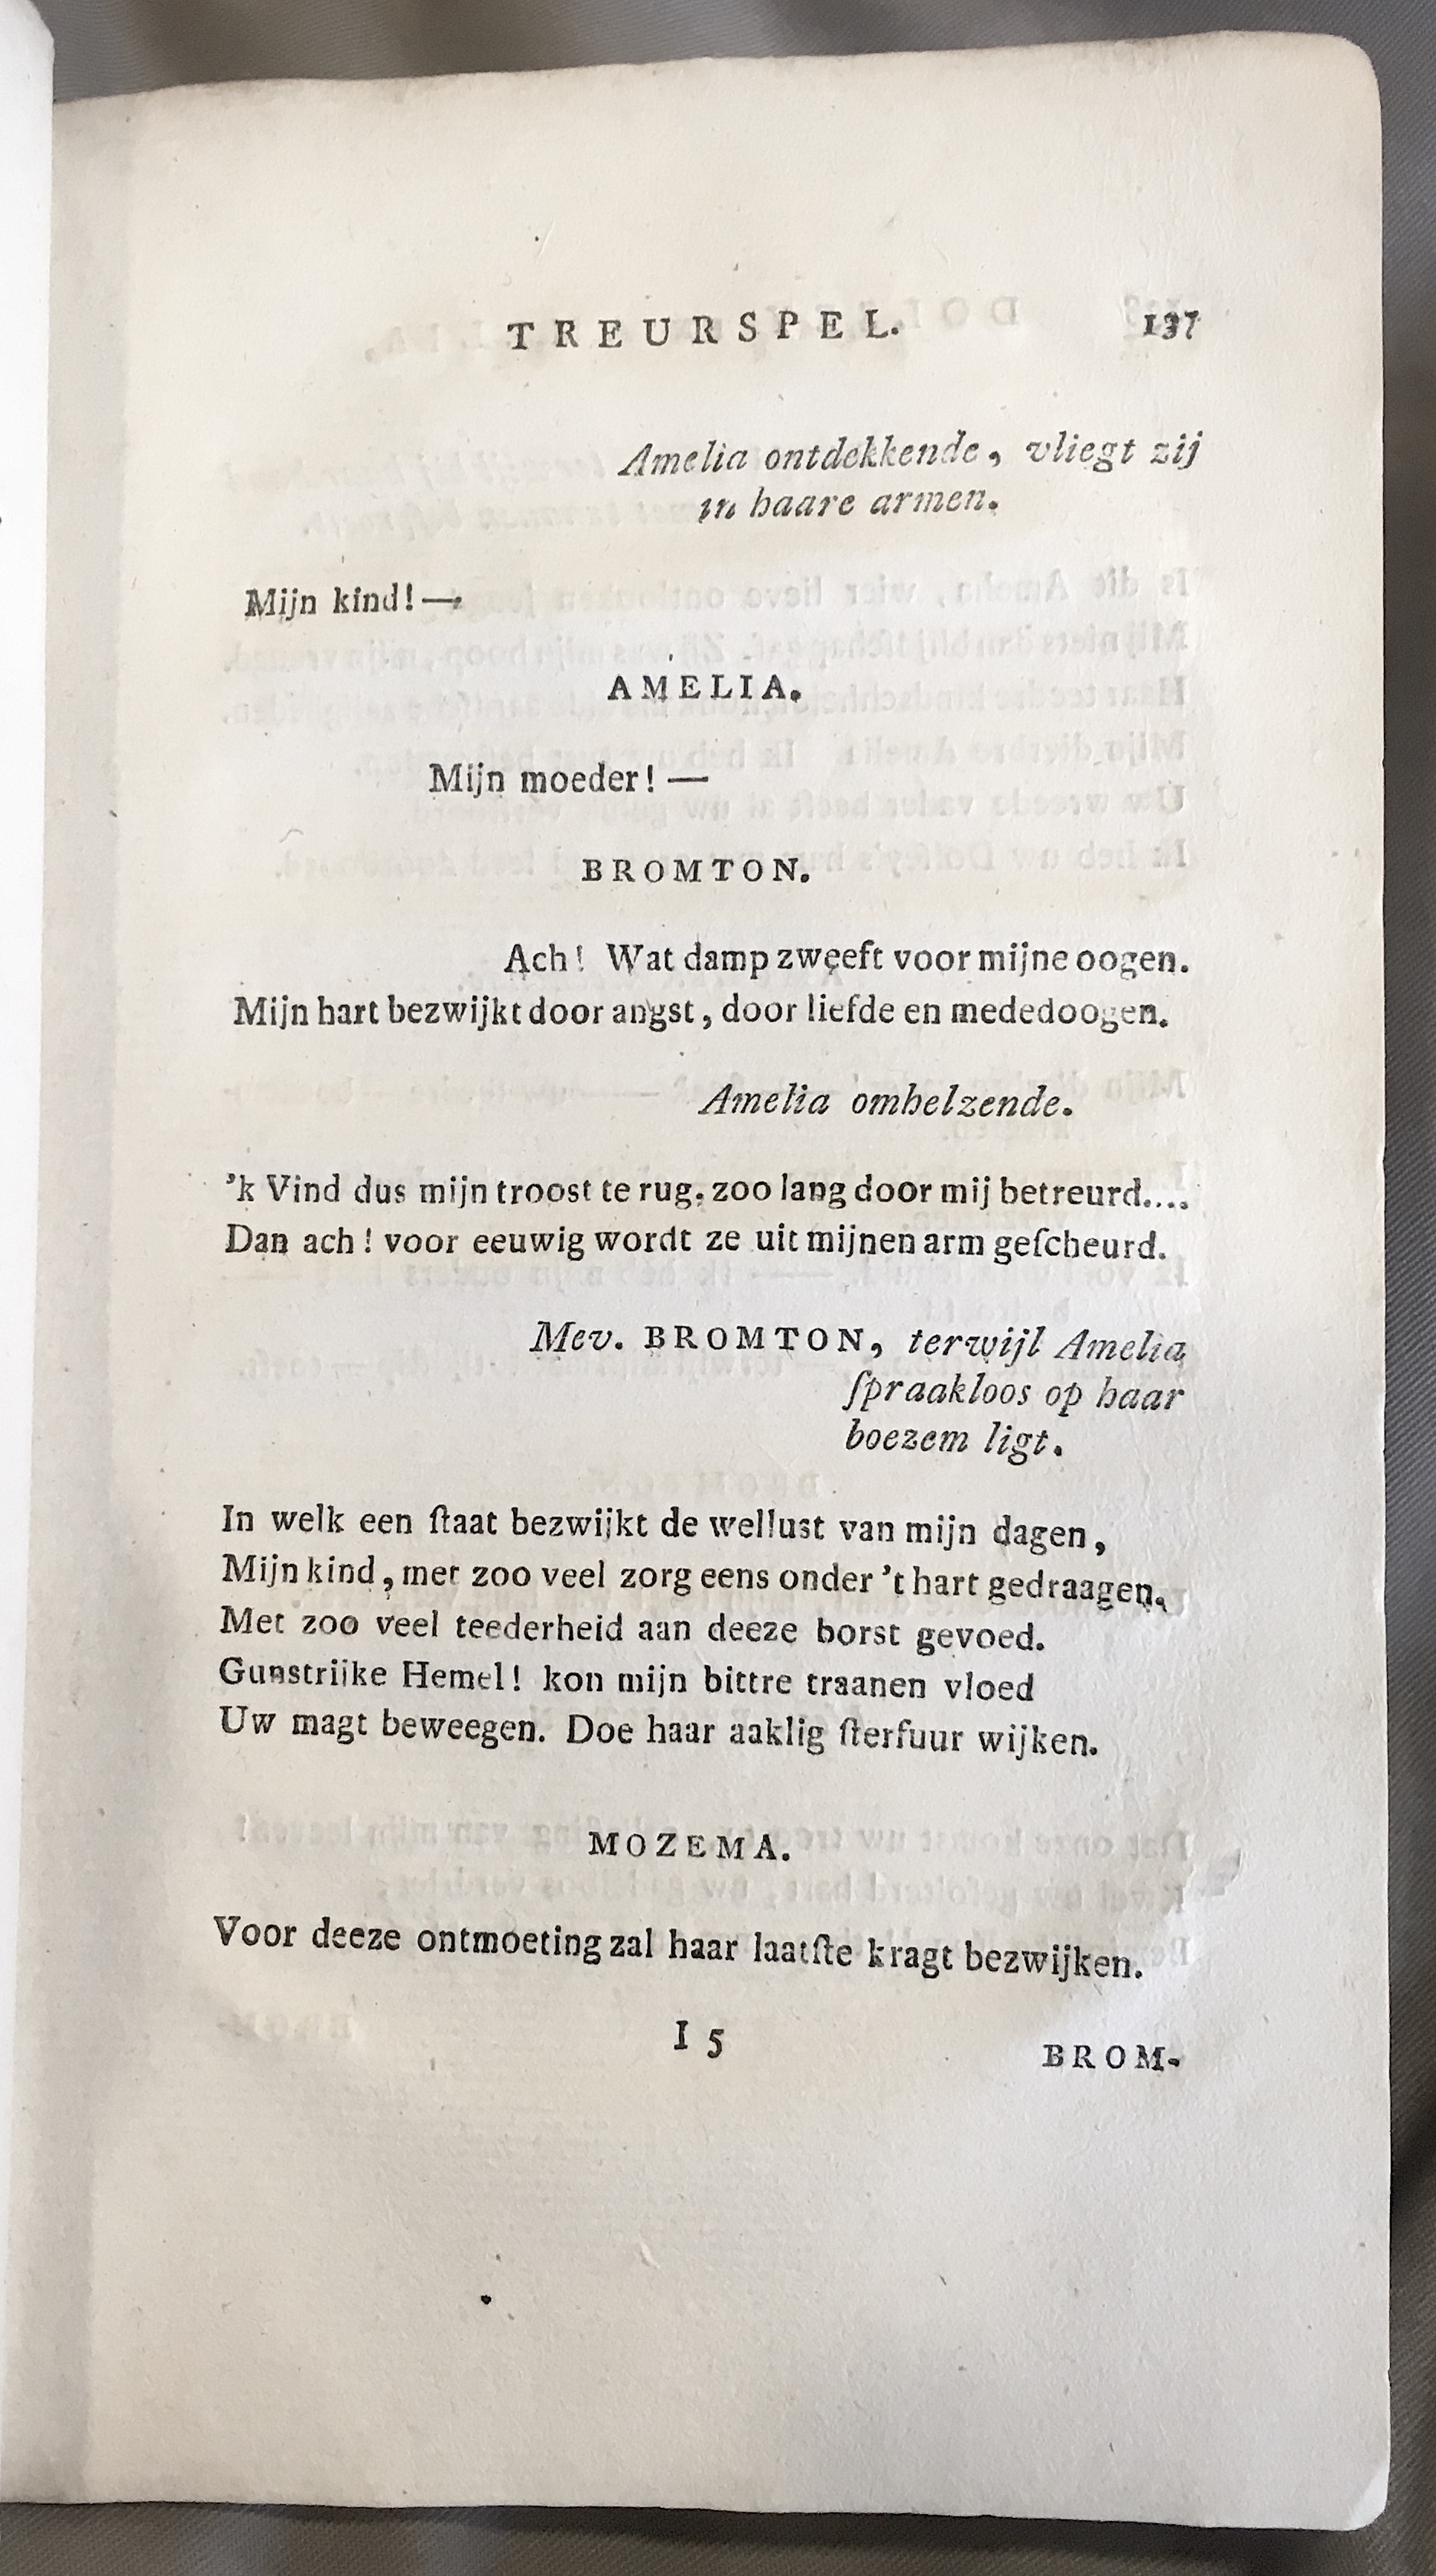 TREURSPEL. 137
Amelia ontdekkende, vliegt zij
in haare armen.
Mijn kind! —
AMELIA.
Mijn moeder! —
BROMTON.
Ach! Wat damp zweeft voor mijne oogen.
Mijn hart bezwijkt door angst, door liefde en mededoogen.
Amelia omhelzende.
'k Vind dus mijn troost te rug, zoo lang door mij betreurd....
Dan ach! voor eeuwig wordt ze uit mijnen arm geſcheurd.
Mev. BROMTON, terwijl Amelia
ſpraakloos op haar
boezem ligt.
In welk een ſtaat bezwijkt de wellust van mijn dagen,
Mijn kind, met zoo veel zorg eens onder 't hart gedraagen,
Met zoo veel teederheid aan deeze borst gevoed.
Gunstrijke Hemel! kon mijn bittre traanen vloed
Uw magt beweegen. Doe haar aaklig ſterfuur wijken.
MOZEMA.
Voor deeze ontmoeting zal haar laatſte kragt bezwijken.
I 5
BROM-